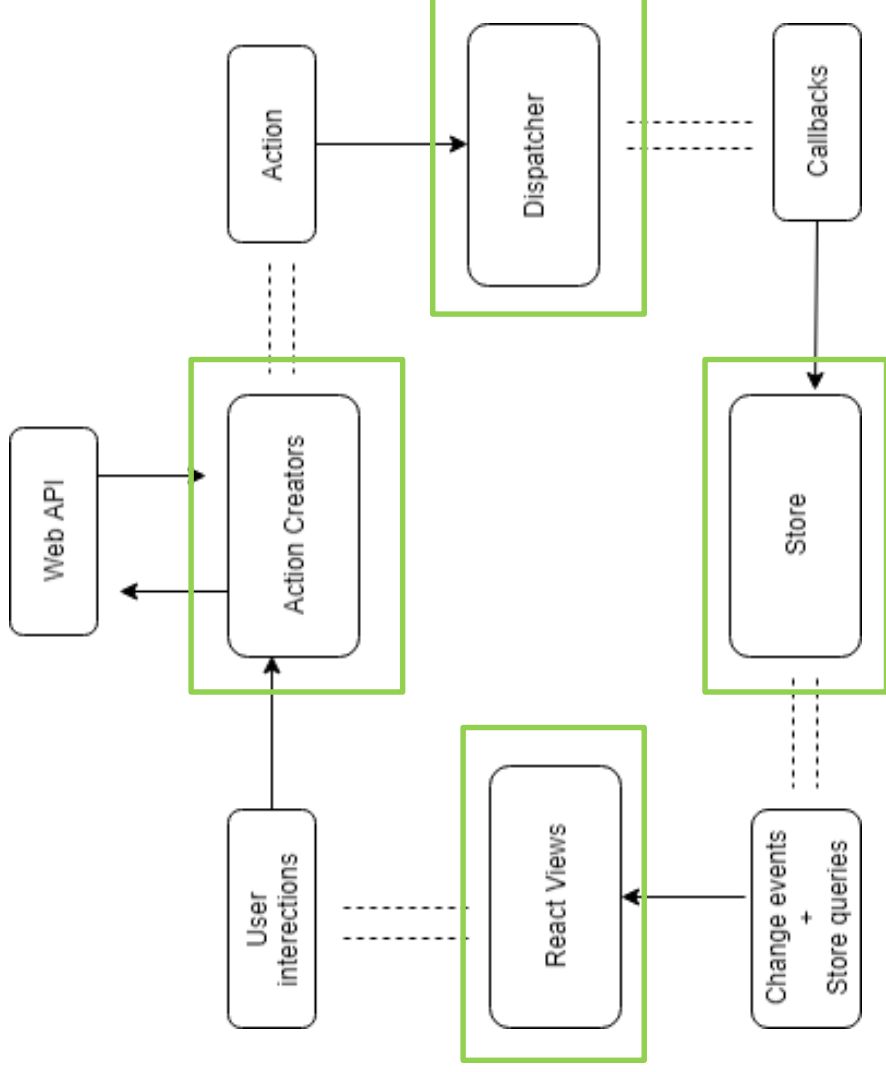 Web API
User
interections
Action Creators
Action
React Views
Dispatcher
Change events
+
Store queries
Store
Callbacks